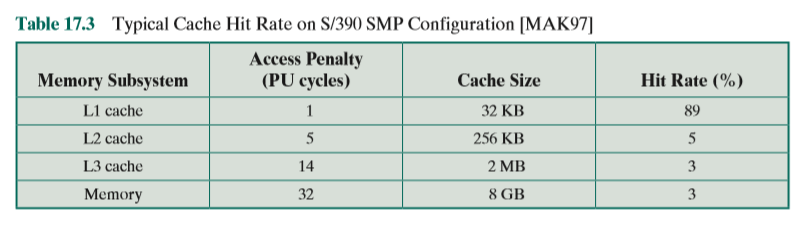 Table 17.3 Typical Cache Hit Rate on S/390 SMP Configuration [MAK97]
Memory Subsystem Access Penalty (PU cycles) Cache Size Hit Rate (%)
L1 cache 1 32 KB 89
L2 cache 5 256 KB 5
L3 cache 14 2 MB 3
Memory 32 8 GB 3